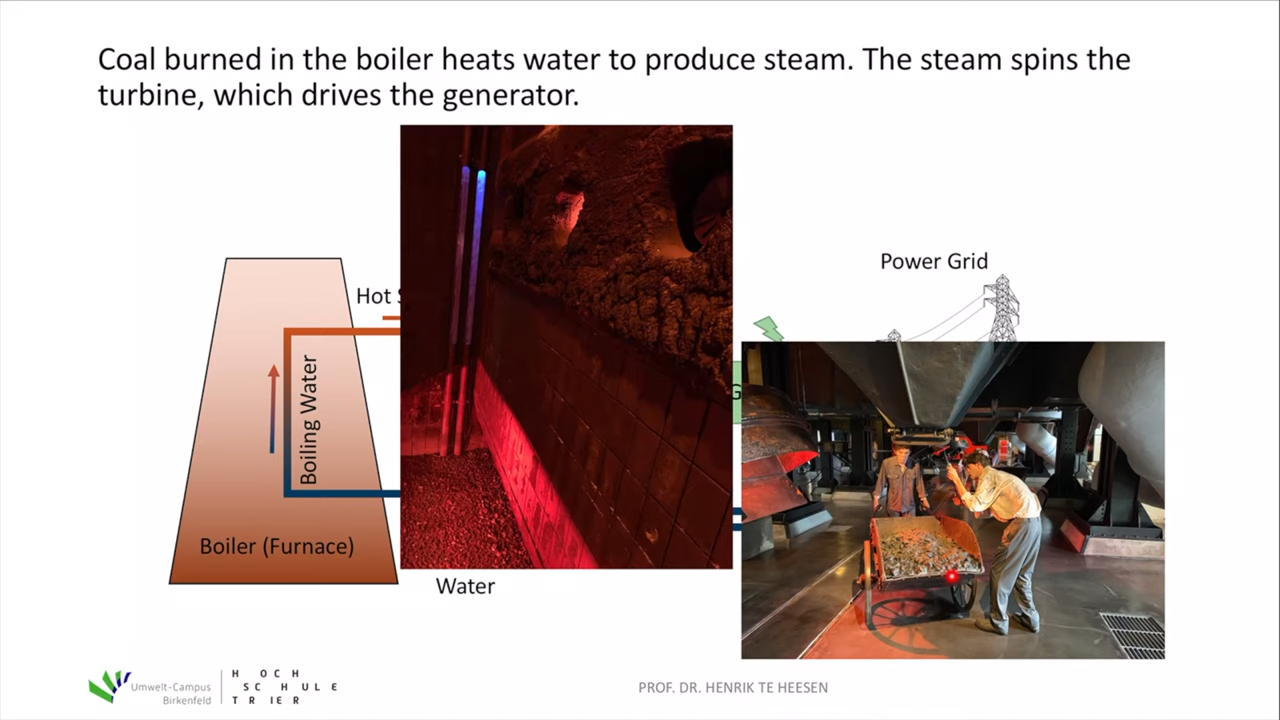 Coal burned in the boiler heats water to produce steam. The steam spins the
turbine, which drives the generator.
Power Grid
Hot
Boiling Water
G
Boiler (Furnace)
Water
Umwelt-Campus
Birkenfeld
HOCH
SCHULE
TRIER
PROF. DR. HENRIK TE HEESEN